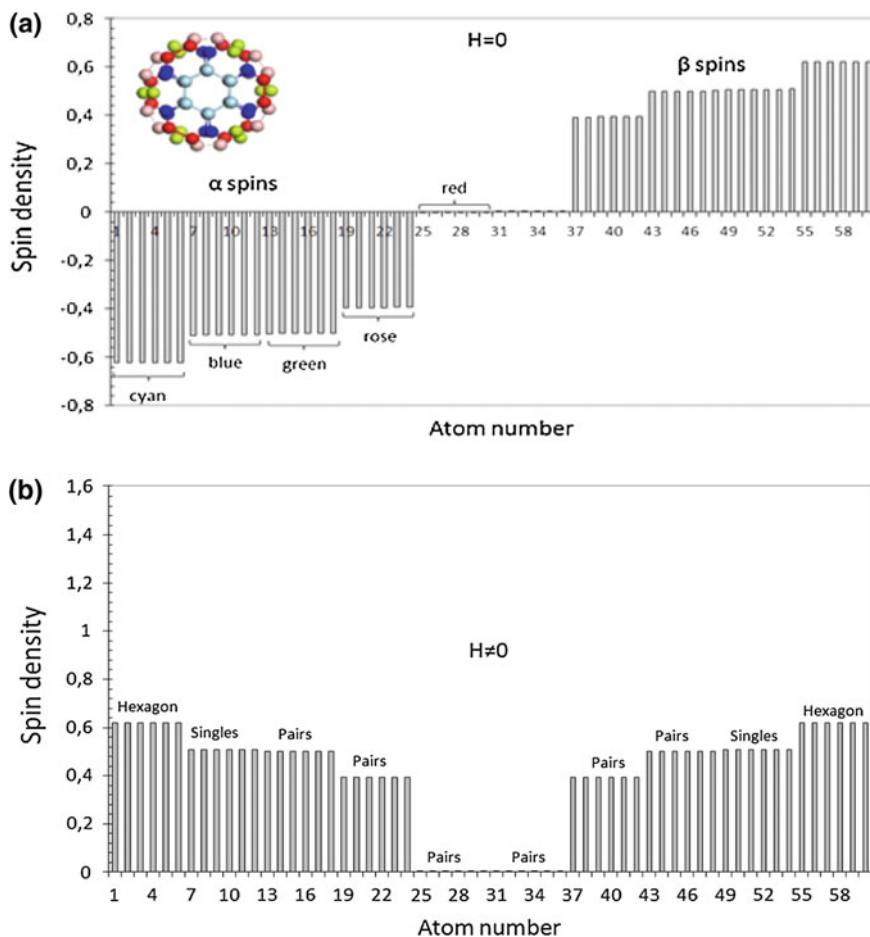 (a)
H=0
0,8
0,6
0,4
0,2
0
-0,2
-0,4
-0,6
-0,8
Spin density
α spins
β spins
red
1 4 7 10 13 16 19 22 25 28 31 34 37 40 43 46 49 52 55 58
rose
blue
green
cyan
Atom number
(b)
1,6
1,4
1,2
1
0,8
0,6
0,4
0,2
0
Spin density
H≠0
Hexagon
Singles
Pairs
Pairs
Pairs
Pairs
Pairs
Pairs
Singles
Hexagon
1 4 7 10 13 16 19 22 25 28 31 34 37 40 43 46 49 52 55 58
Atom number